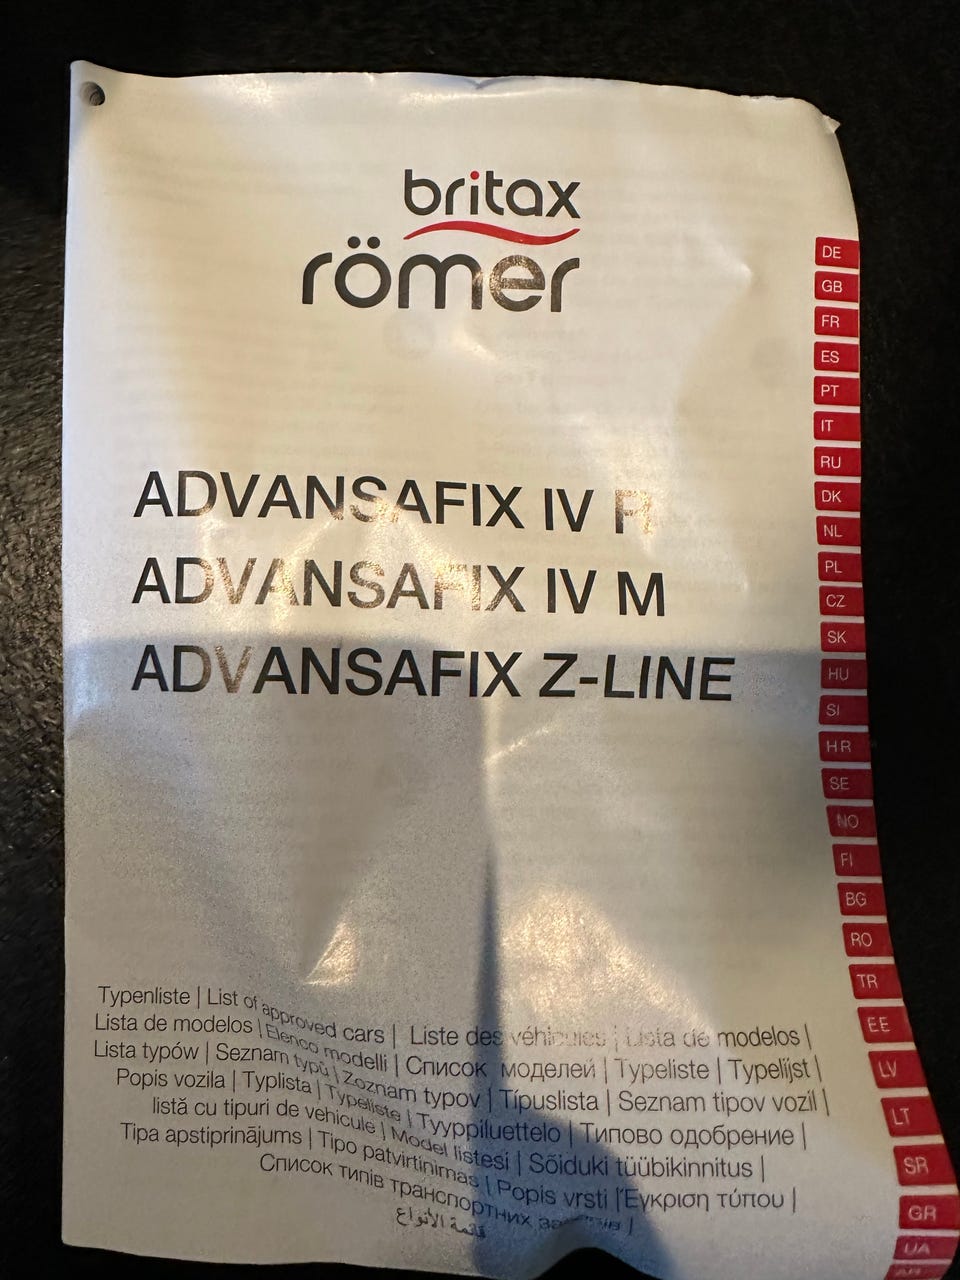 britax
römer
ADVANSAFIX IV R
ADVANSAFIX IV M
ADVANSAFIX Z-LINE
Typenliste | List of approved cars | Liste des véhicules | Lista de modelos |
Lista de modelos | Elenco modelli | Список моделей | Typeliste | Typelijst |
Lista typów | Seznam typů | Zoznam typov | Típuslista | Seznam tipov vozil |
Popis vozila | Typlista | Typeliste | Tyyppiluettelo | Типово одобрение |
listă cu tipuri de vehicule | Model listesi | Sõiduki tüübikinnitus |
Tipa apstiprinājums | Tipo patvirtinimas | Popis vrsti | Έγκριση τύπου |
Список типів транспортних
قائمة الأنواع
DE
GB
FR
ES
PT
IT
RU
DK
NL
PL
CZ
SK
HU
SI
HR
SE
NO
FI
BG
RO
TR
EE
LV
LT
SR
GR
UA